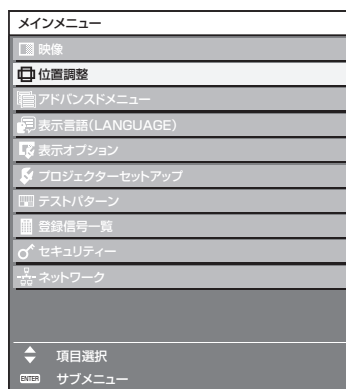 メインメニュー
映像
位置調整
アドバンスドメニュー
表示言語(LANGUAGE)
表示オプション
プロジェクターセットアップ
テストパターン
登録信号一覧
セキュリティー
ネットワーク
項目選択
ENTER サブメニュー